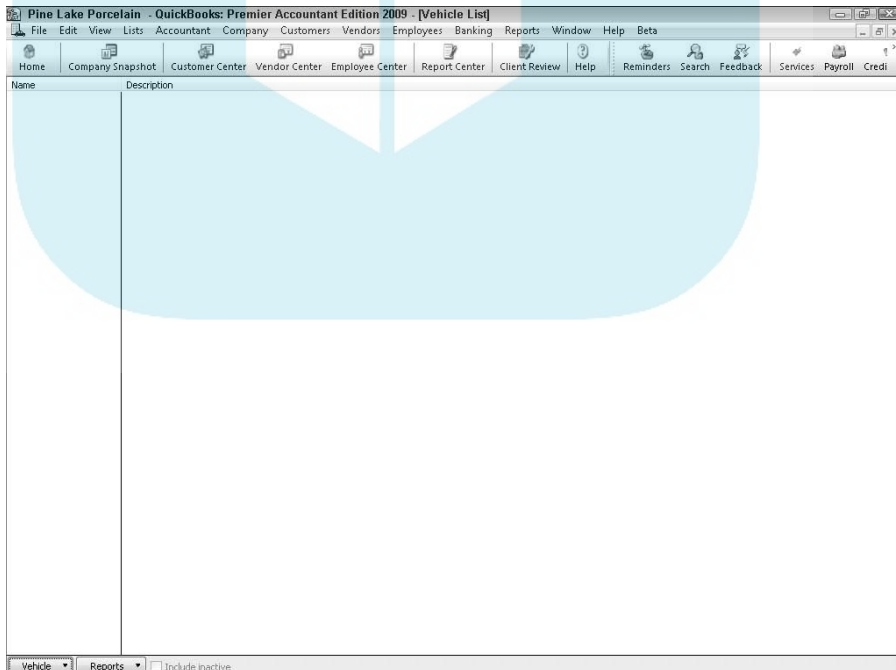 Pine Lake Porcelain - QuickBooks: Premier Accountant Edition 2009 - [Vehicle List]
File Edit View Lists Accountant Company Customers Vendors Employees Banking Reports Window Help Beta
Home Company Snapshot Customer Center Vendor Center Employee Center Report Center Client Review Help Reminders Search Feedback Services Payroll Credi
Name Description
Vehicle Reports Include inactive